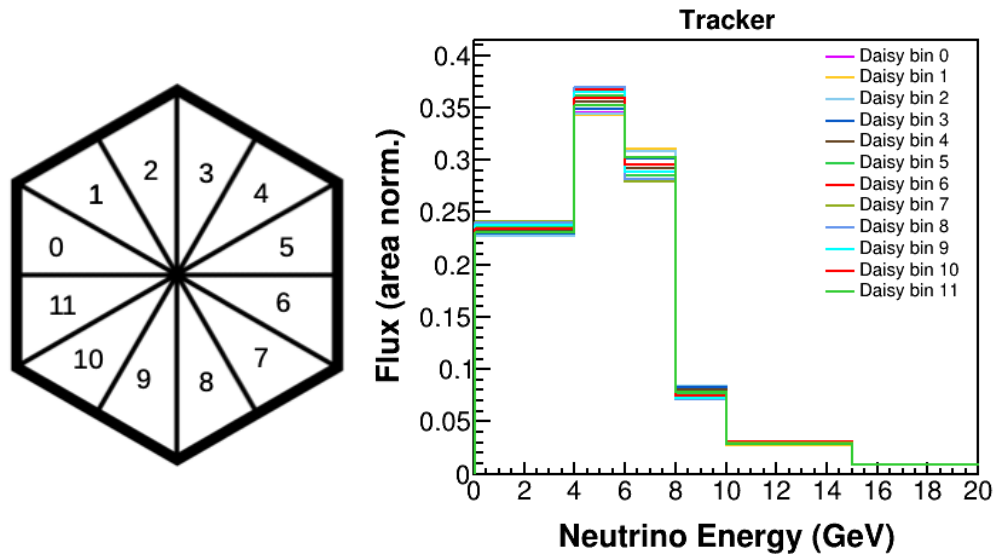 2
3
1
4
0
5
11
6
10
7
9
8
Tracker
Flux (area norm.)
0.4
0.35
0.3
0.25
0.2
0.15
0.1
0.05
0
Daisy bin 0
Daisy bin 1
Daisy bin 2
Daisy bin 3
Daisy bin 4
Daisy bin 5
Daisy bin 6
Daisy bin 7
Daisy bin 8
Daisy bin 9
Daisy bin 10
Daisy bin 11
0 2 4 6 8 10 12 14 16 18 20
Neutrino Energy (GeV)